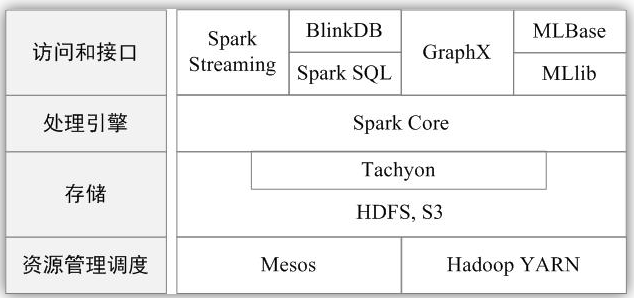 访问和接口
Spark
Streaming
BlinkDB
Spark SQL
GraphX
MLBase
MLlib
处理引擎
Spark Core
存储
Tachyon
HDFS, S3
资源管理调度
Mesos
Hadoop YARN